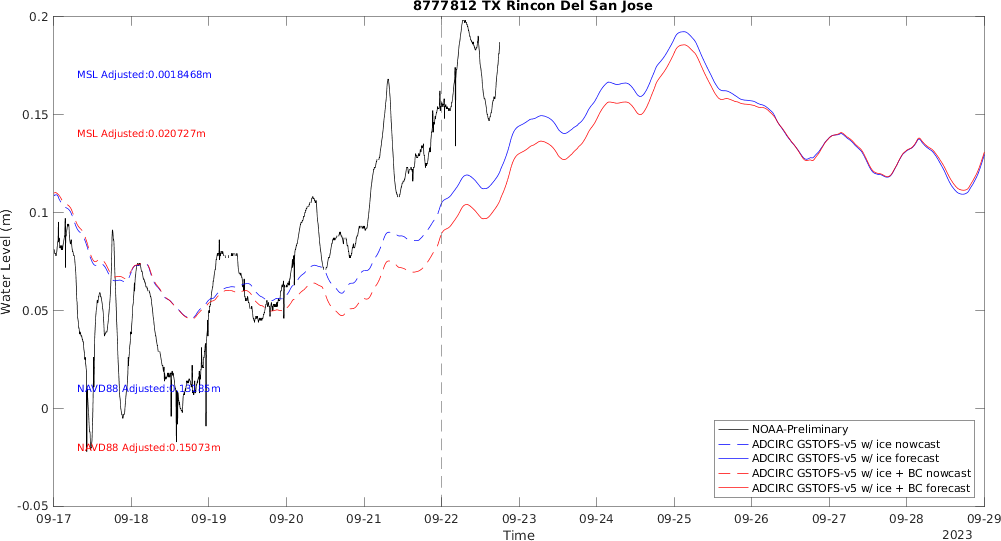 8777812 TX Rincon Del San Jose
0.2
MSL Adjusted:0.0018468m
0.15
MSL Adjusted:0.020727m
0.1
Water Level (m)
0.05
NAVD88 Adjusted:0.13185m
0
NAVD88 Adjusted:0.15073m
NOAA-Preliminary
ADCIRC GSTOFS-v5 w/ ice nowcast
ADCIRC GSTOFS-v5 w/ ice forecast
ADCIRC GSTOFS-v5 w/ ice + BC nowcast
ADCIRC GSTOFS-v5 w/ ice + BC forecast
-0.05
09-17 09-18 09-19 09-20 09-21 09-22 09-23 09-24 09-25 09-26 09-27 09-28 09-29
Time
2023